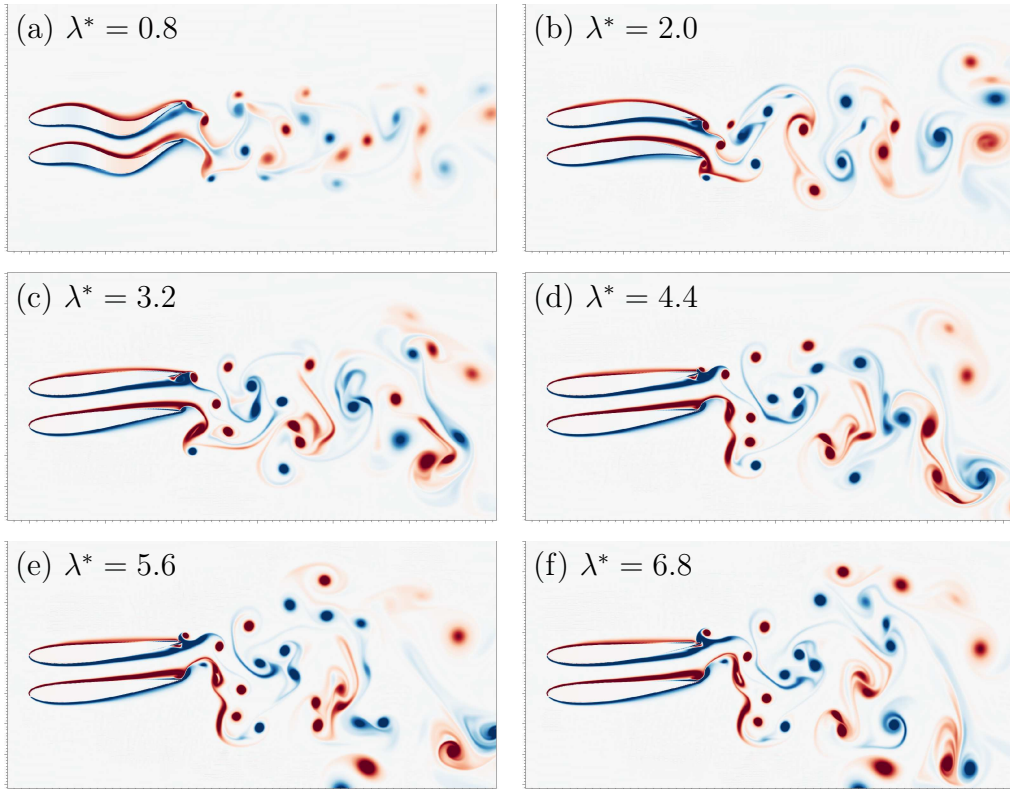 (a) λ* = 0.8
(b) λ* = 2.0
(c) λ* = 3.2
(d) λ* = 4.4
(e) λ* = 5.6
(f) λ* = 6.8